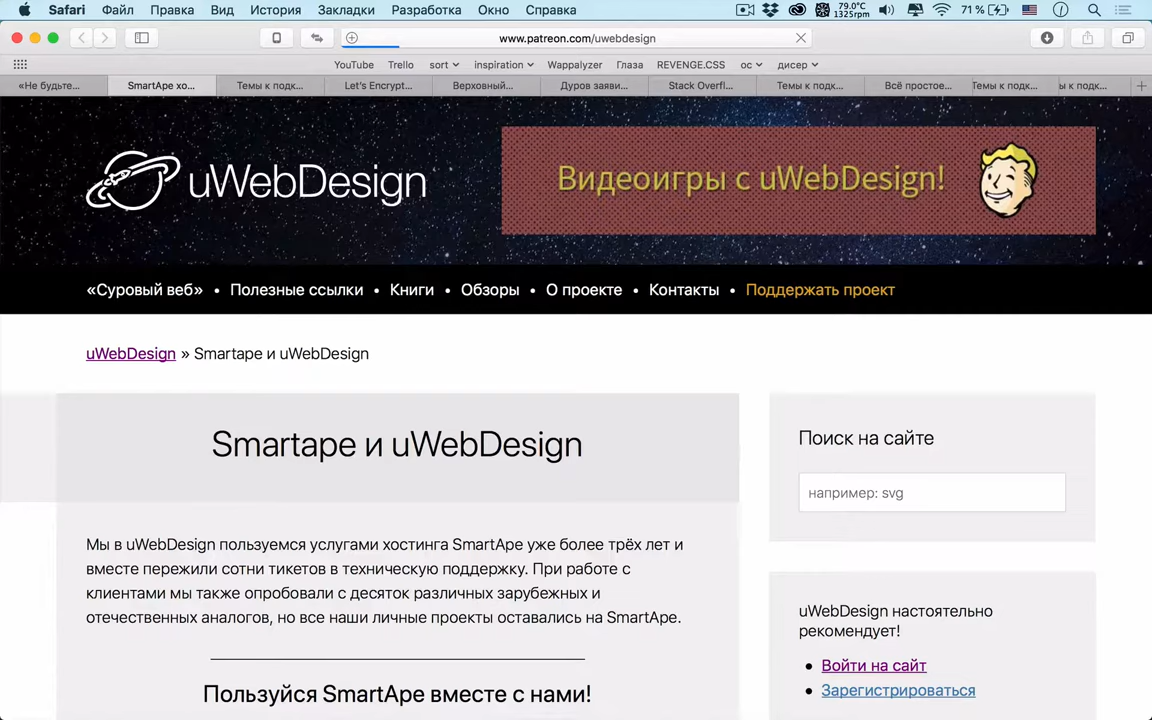 Safari Файл Правка Вид История Закладки Разработка Окно Справка 79.0°C 1325rpm 71 %
www.patreon.com/uwebdesign
YouTube Trello sort inspiration Wappalyzer Глаза REVENGE.CSS ос дисер
«Не будьте... SmartApe хо... Темы к подк... Let's Encrypt... Верховный... Дуров заяви... Stack Overfl... Темы к подк... Всё простое... Темы к подк... ы к подк...
uWebDesign
Видеоигры с uWebDesign!
«Суровый веб» • Полезные ссылки • Книги • Обзоры • О проекте • Контакты • Поддержать проект
uWebDesign » Smartape и uWebDesign
Smartape и uWebDesign
Мы в uWebDesign пользуемся услугами хостинга SmartApe уже более трёх лет и
вместе пережили сотни тикетов в техническую поддержку. При работе с
клиентами мы также опробовали с десяток различных зарубежных и
отечественных аналогов, но все наши личные проекты оставались на SmartApe.
Пользуйся SmartApe вместе с нами!
Поиск на сайте
например: svg
uWebDesign настоятельно
рекомендует!
• Войти на сайт
• Зарегистрироваться